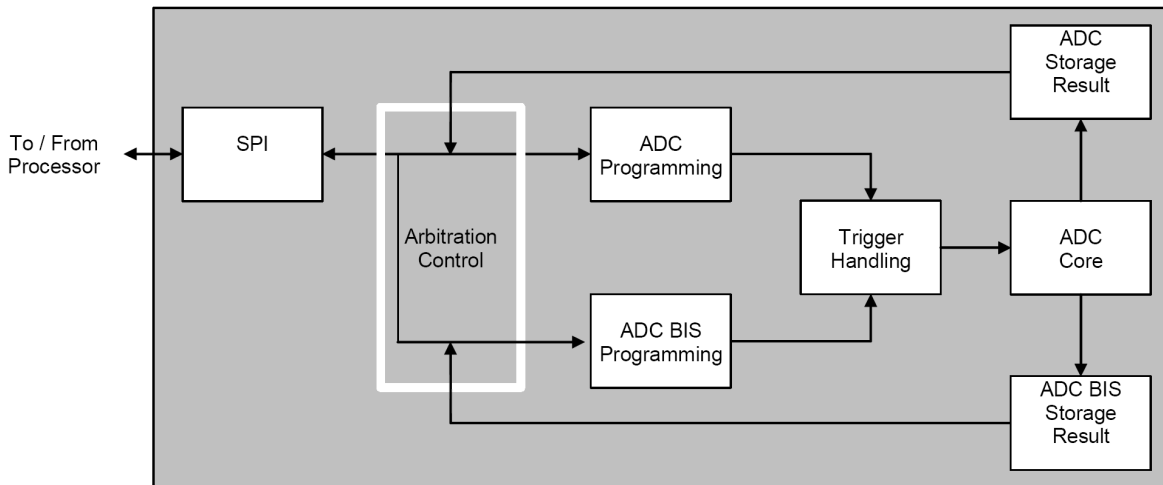 To / From
Processor
SPI
Arbitration
Control
ADC
Programming
ADC BIS
Programming
Trigger
Handling
ADC
Storage
Result
ADC
Core
ADC BIS
Storage
Result